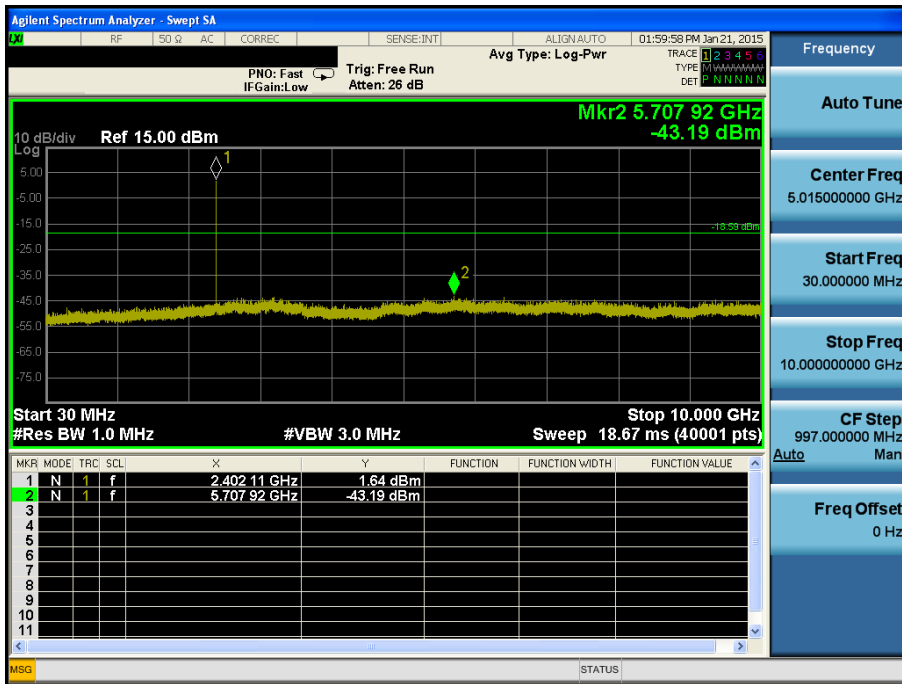 Agilent Spectrum Analyzer - Swept SA
LXI RF 50 Ω AC CORREC SENSE:INT ALIGN AUTO 01:59:58 PM Jan 21, 2015
PNO: Fast
IFGain:Low
Trig: Free Run
Atten: 26 dB
Avg Type: Log-Pwr
TRACE 1 2 3 4 5 6
TYPE M
DET P N N N N N
Mkr2 5.707 92 GHz
-43.19 dBm
10 dB/div Ref 15.00 dBm
Log
1
5.00
-5.00
-15.0
-18.59 dBm
-25.0
-35.0
2
-45.0
-55.0
-65.0
-75.0
Start 30 MHz Stop 10.000 GHz
#Res BW 1.0 MHz #VBW 3.0 MHz Sweep 18.67 ms (40001 pts)
MKR MODE TRC SCL X Y FUNCTION FUNCTION WIDTH FUNCTION VALUE
1 N 1 f 2.402 11 GHz 1.64 dBm
2 N 1 f 5.707 92 GHz -43.19 dBm
3
4
5
6
7
8
9
10
11
MSG STATUS
Frequency
Auto Tune
Center Freq
5.015000000 GHz
Start Freq
30.000000 MHz
Stop Freq
10.000000000 GHz
CF Step
997.000000 MHz
Auto Man
Freq Offset
0 Hz